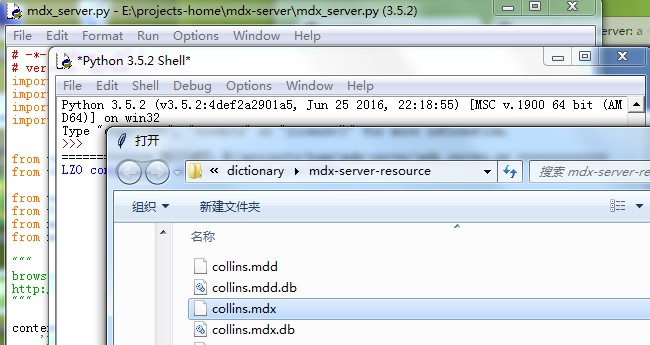 mdx_server.py - E:\projects-home\mdx-server\mdx_server.py (3.5.2)
File Edit Format Run Options Window Help
# -*-
# ver
impor
impor
impor
impor
from
from
from
from
from
from
"""
brows
http:/
"""
conte
*Python 3.5.2 Shell*
File Edit Shell Debug Options Window Help
Python 3.5.2 (v3.5.2:4def2a2901a5, Jun 25 2016, 22:18:55) [MSC v.1900 64 bit (AM
D64)] on win32
Type "
>>>
LZO co
打开
« dictionary mdx-server-resource
搜索 mdx-server-re
组织 新建文件夹
名称
collins.mdd
collins.mdd.db
collins.mdx
collins.mdx.db